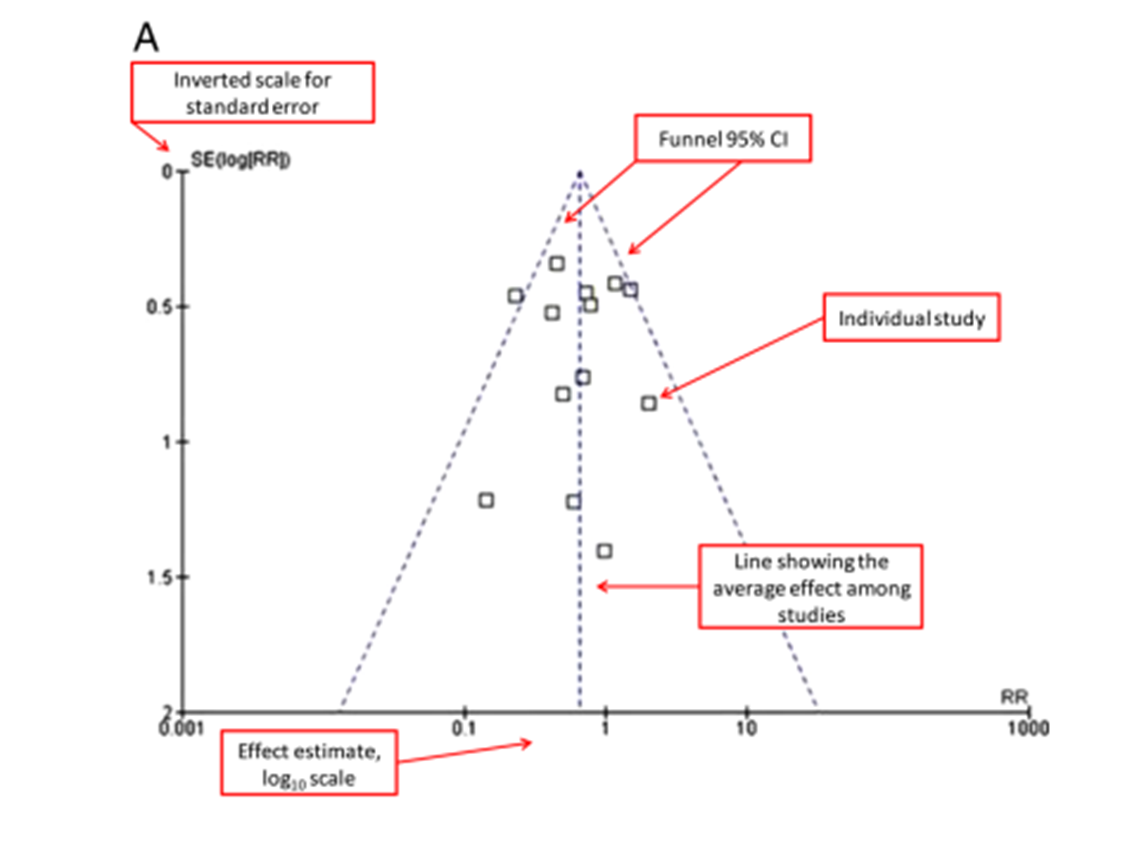 A
Inverted scale for
standard error
SE(log[RR])
Funnel 95% CI
0
0.5
Individual study
1
Line showing the
average effect among
studies
1.5
RR
2
0.001
0.1
1
10
1000
Effect estimate,
log10 scale